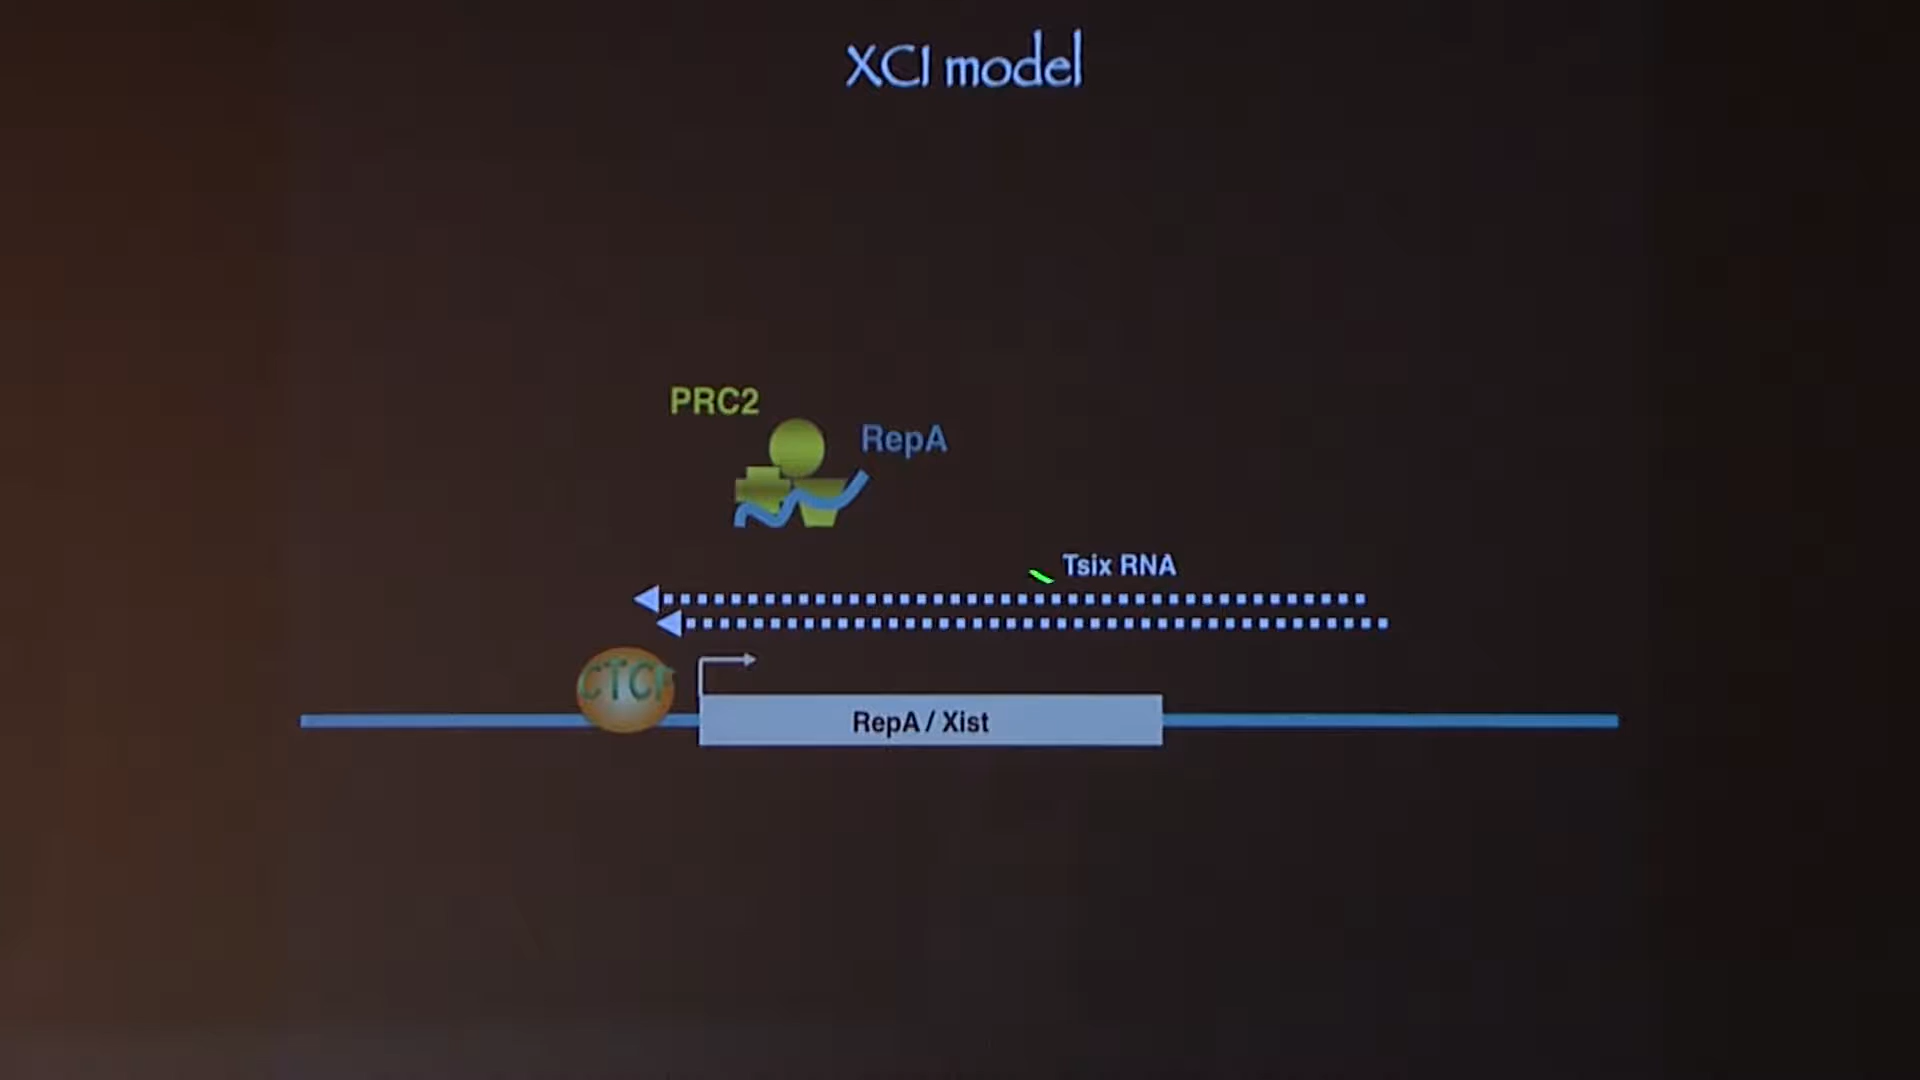 XCI model
PRC2
RepA
Tsix RNA
CTCF
RepA / Xist